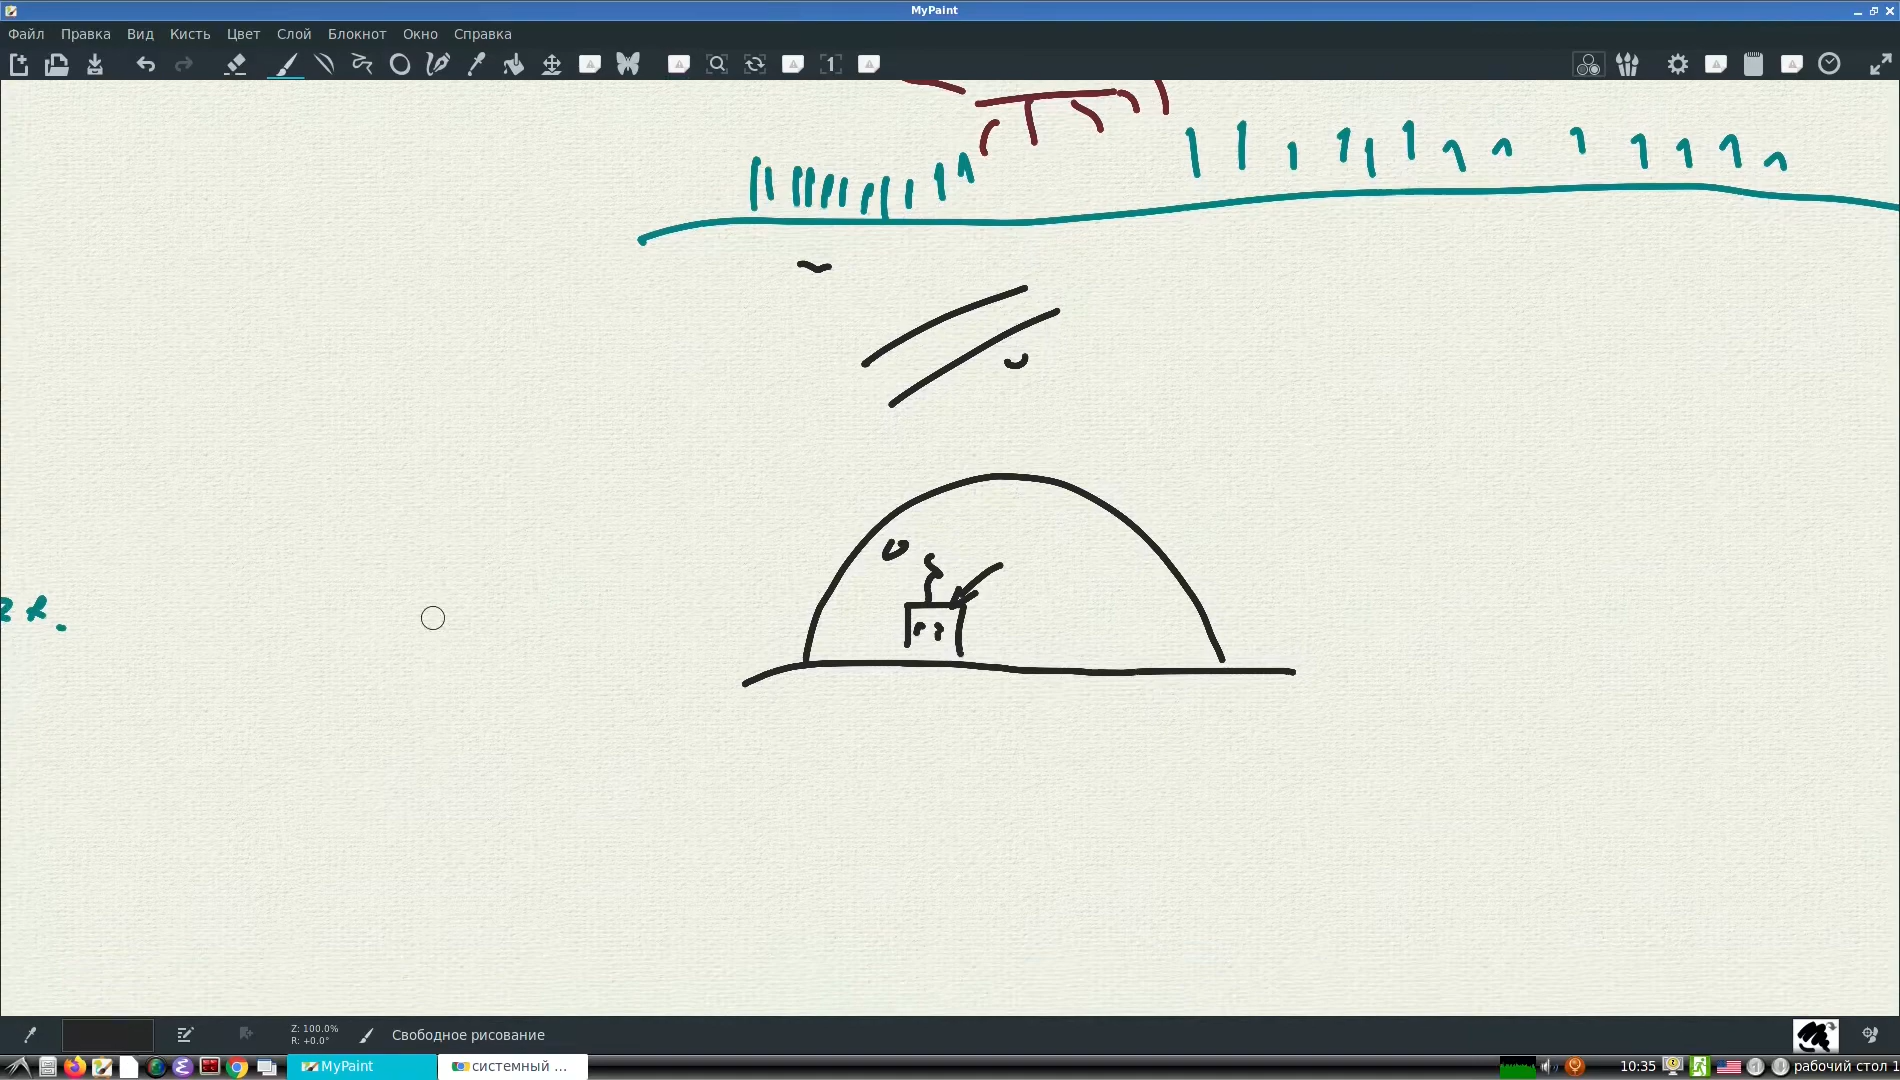 MyPaint
Файл Правка Вид Кисть Цвет Слой Блокнот Окно Справка
Z: 100.0%
R: +0.0°
Свободное рисование
MyPaint
системный ...
10:35
рабочий стол 1